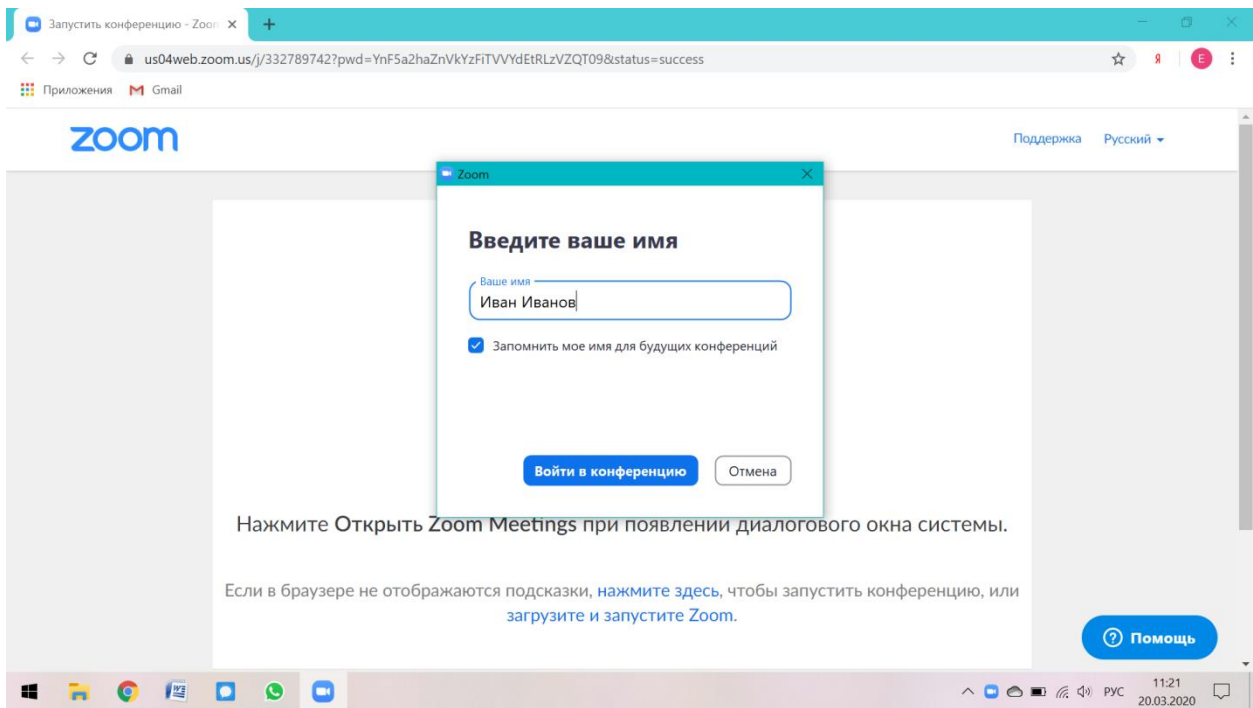 Запустить конференцию - Zoom
us04web.zoom.us/j/332789742?pwd=YnF5a2haZnVkYzFiTVVYdEtRLzVZQT09&status=success
Я
E
Приложения
Gmail
zoom
Поддержка
Русский
Zoom
Введите ваше имя
Ваше имя
Иван Иванов
Запомнить мое имя для будущих конференций
Войти в конференцию
Отмена
Нажмите Открыть Zoom Meetings при появлении диалогового окна системы.
Если в браузере не отображаются подсказки, нажмите здесь, чтобы запустить конференцию, или
загрузите и запустите Zoom.
Помощь
РУС
11:21
20.03.2020